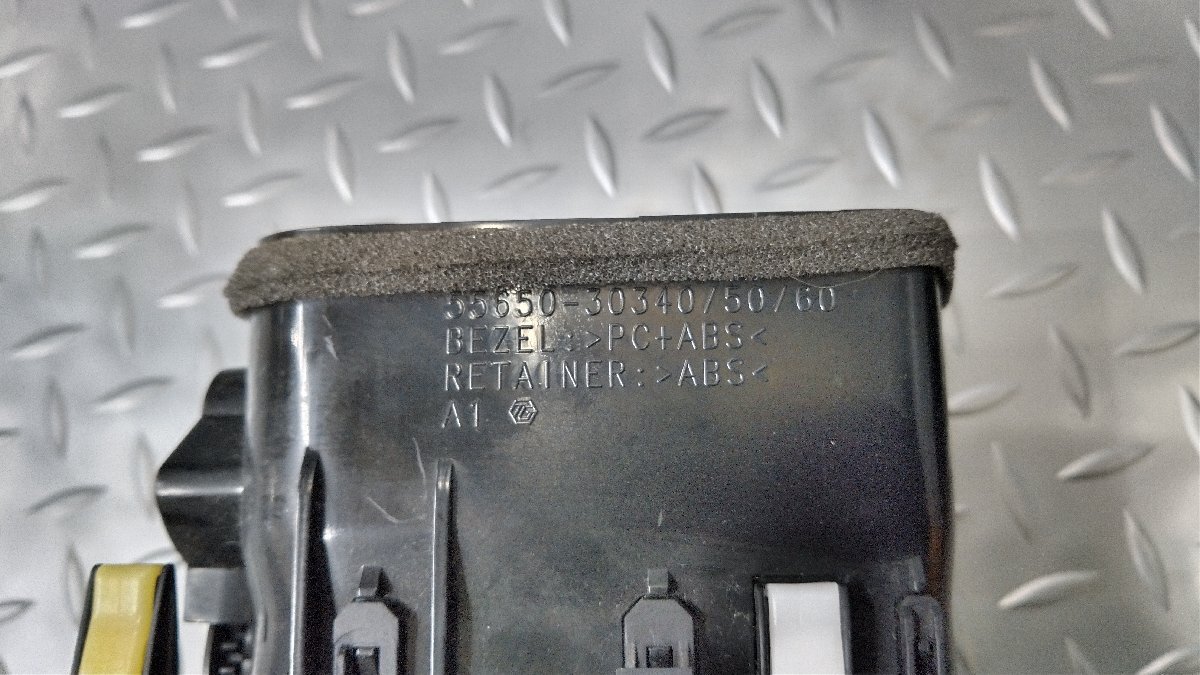 55650-30340/50/60
BEZEL:>PC+ABS<
RETAINER:>ABS<
A1